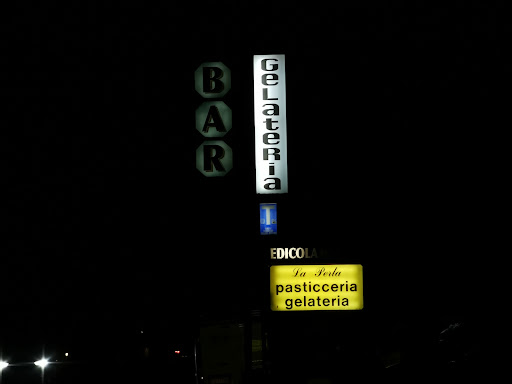 BAR
GeLateRia
T
EDICOLA
La Perla
pasticceria
gelateria